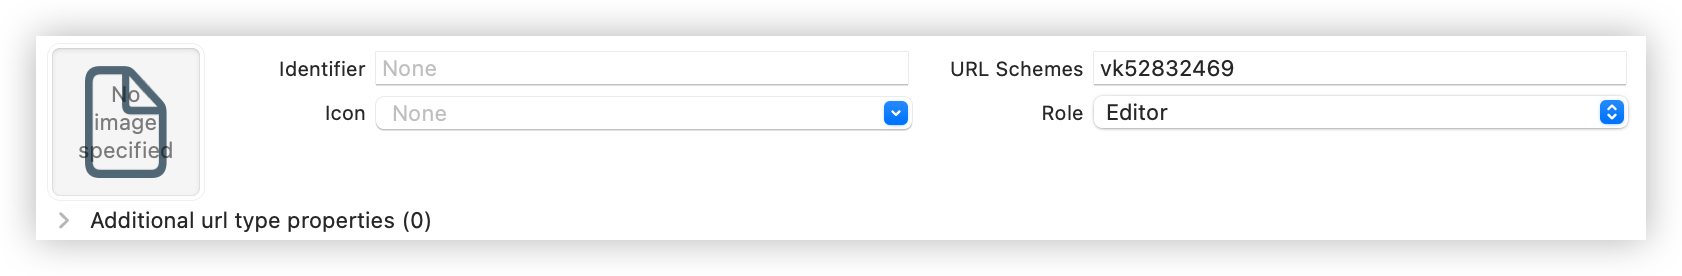 No
image
specified
Identifier None
URL Schemes vk52832469
Icon None
Role Editor
Additional url type properties (0)